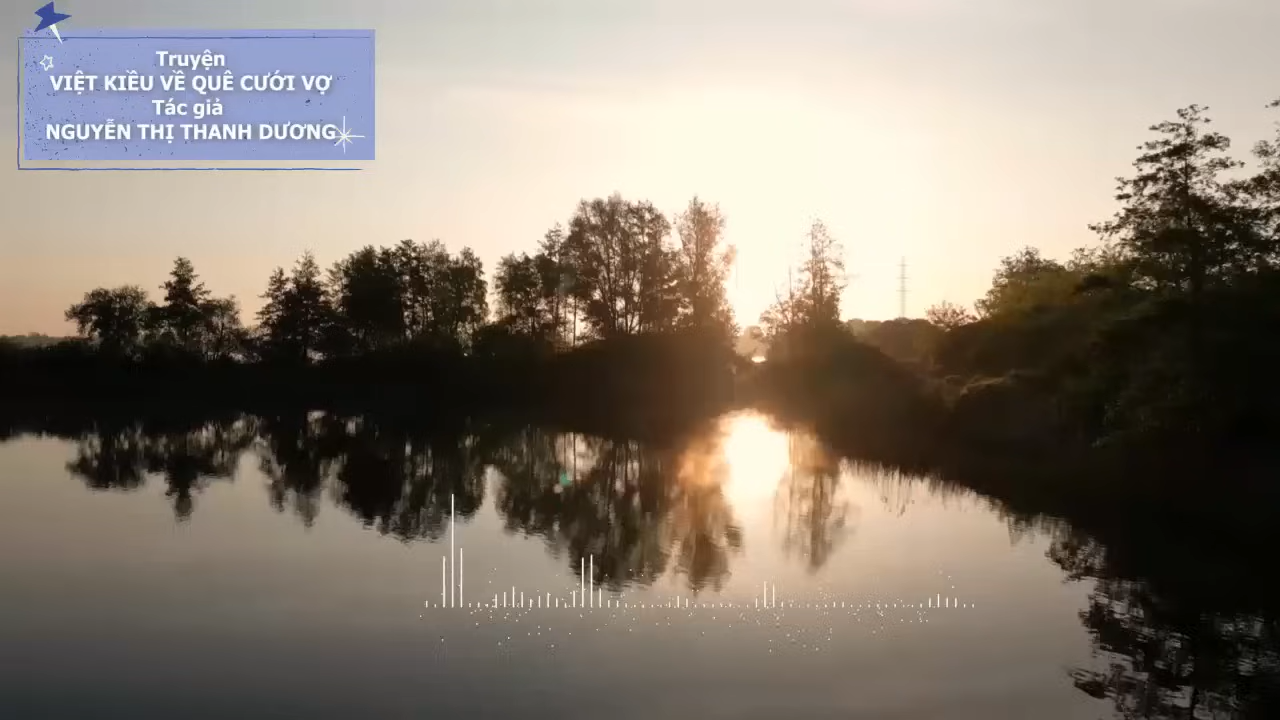 Truyện
VIỆT KIỀU VỀ QUÊ CƯỚI VỢ
Tác giả
NGUYỄN THỊ THANH DƯƠNG